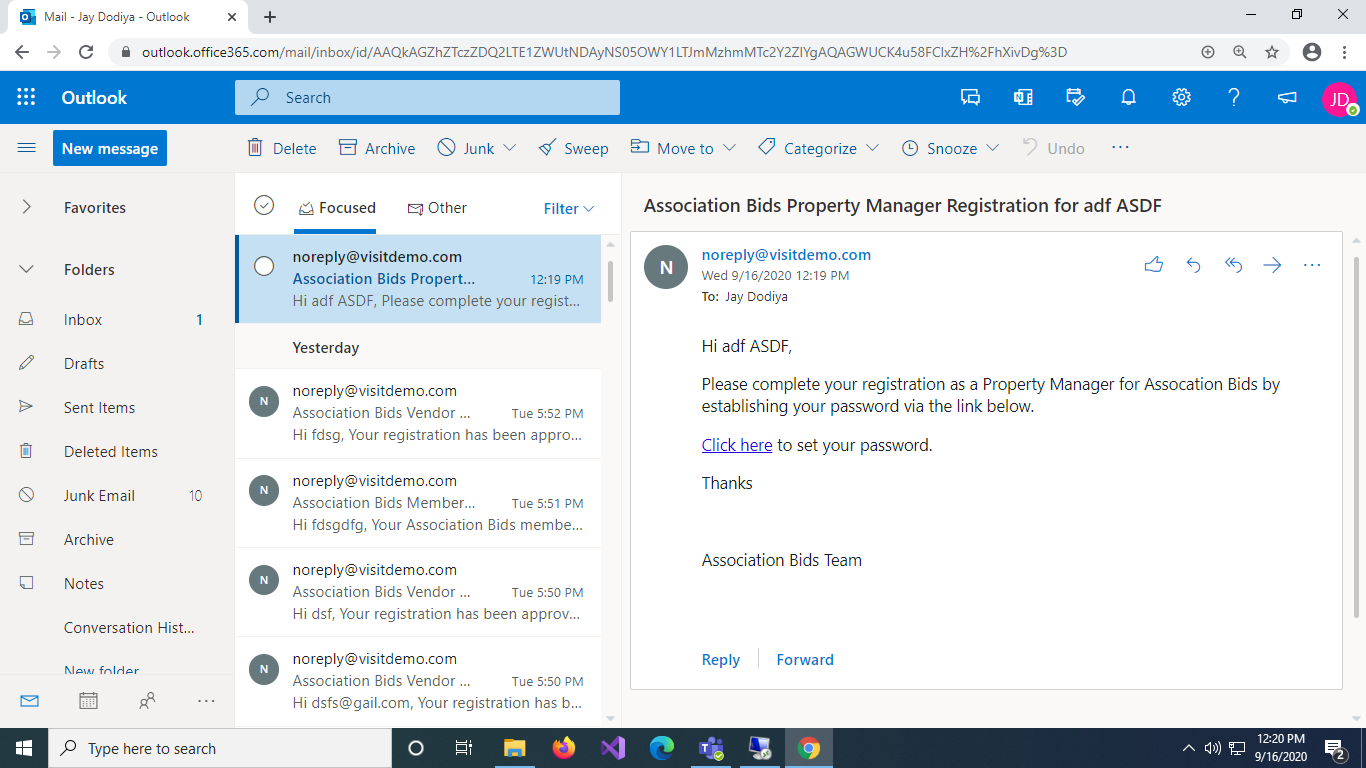 Mail - Jay Dodiya - Outlook
outlook.office365.com/mail/inbox/id/AAQkAGZhZTczZDQ2LTE1ZWUtNDAyNS05OWY1LTJmMzhmMTc2Y2ZIYgAQAGWUCK4u58FClxZH%2FhXivDg%3D
Outlook
Search
JD
New message
Delete
Archive
Junk
Sweep
Move to
Categorize
Snooze
Undo
Favorites
Folders
Inbox 1
Drafts
Sent Items
Deleted Items
Junk Email 10
Archive
Notes
Conversation Hist...
New folder
Focused
Other
Filter
noreply@visitdemo.com
Association Bids Propert... 12:19 PM
Hi adf ASDF, Please complete your regist...
Yesterday
N
noreply@visitdemo.com
Association Bids Vendor ... Tue 5:52 PM
Hi fdsg, Your registration has been appro...
N
noreply@visitdemo.com
Association Bids Member... Tue 5:51 PM
Hi fdsgdfg, Your Association Bids membe...
N
noreply@visitdemo.com
Association Bids Vendor ... Tue 5:50 PM
Hi dsf, Your registration has been approv...
N
noreply@visitdemo.com
Association Bids Vendor ... Tue 5:50 PM
Hi dsfs@gail.com, Your registration has b...
Association Bids Property Manager Registration for adf ASDF
N
noreply@visitdemo.com
Wed 9/16/2020 12:19 PM
To: Jay Dodiya
Hi adf ASDF,
Please complete your registration as a Property Manager for Assocation Bids by
establishing your password via the link below.
Click here to set your password.
Thanks
Association Bids Team
Reply
Forward
Type here to search
12:20 PM
9/16/2020
2